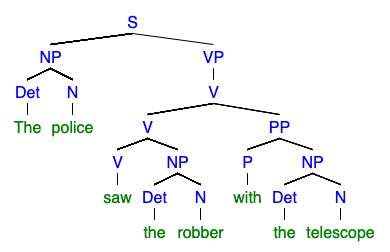 S
NP VP
Det N V
The police V PP
V NP P NP
saw Det N with Det N
the robber the telescope